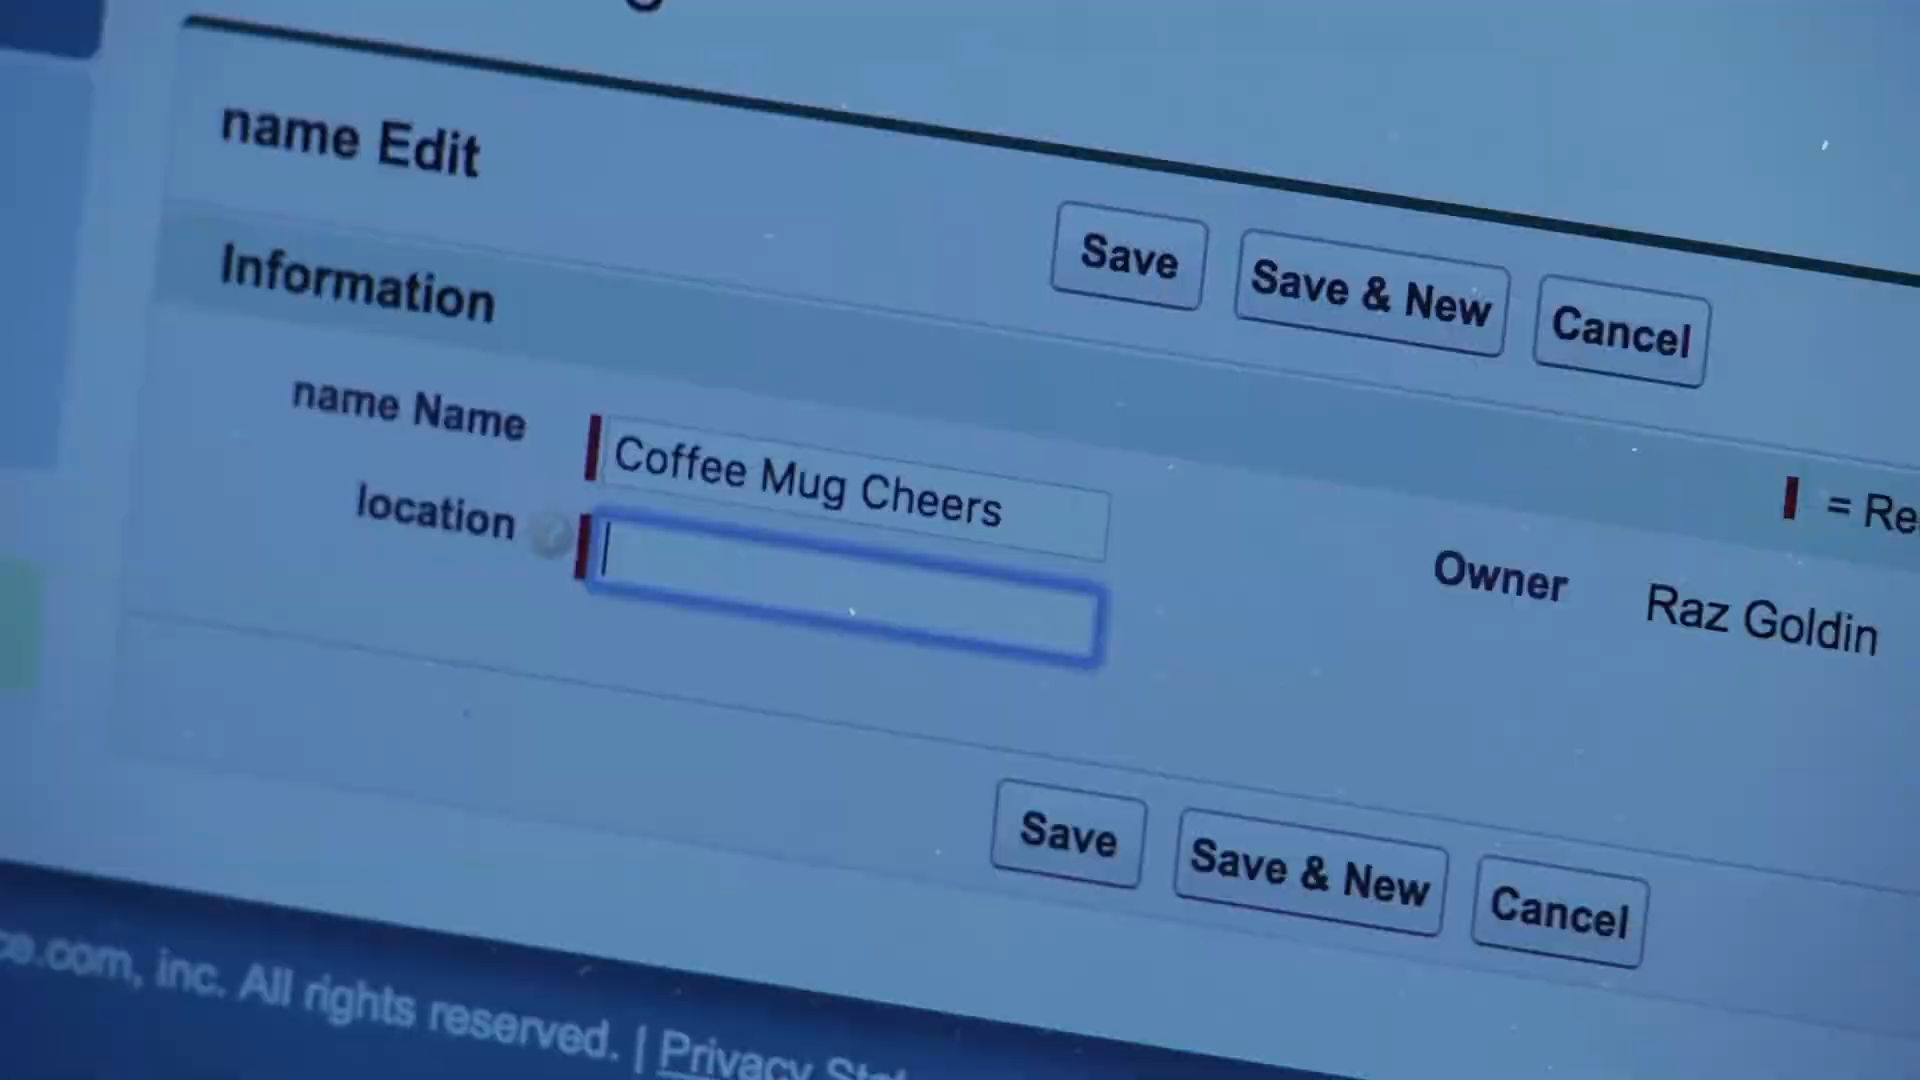 name Edit
Save
Save & New
Cancel
Information
= Re
name Name
Coffee Mug Cheers
location
Owner
Raz Goldin
Save
Save & New
Cancel
.com, inc. All rights reserved. | Privacy